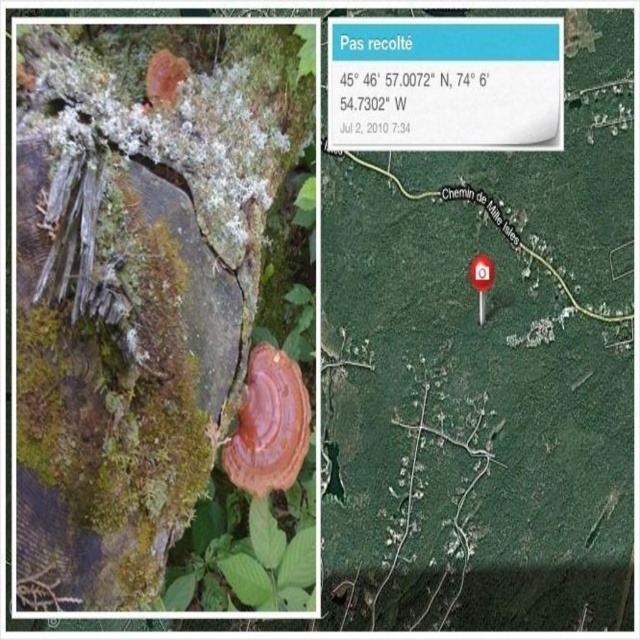 Pas recolté
45° 46' 57.0072" N, 74° 6'
54.7302" W
Jul 2, 2010 7:34
Chemin de Mille Isles